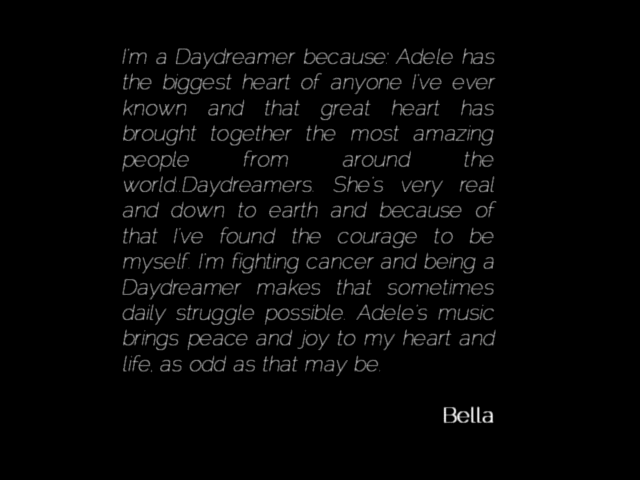 I'm a Daydreamer because: Adele has
the biggest heart of anyone I've ever
known and that great heart has
brought together the most amazing
people from around the
world..Daydreamers. She's very real
and down to earth and because of
that I've found the courage to be
myself. I'm fighting cancer and being a
Daydreamer makes that sometimes
daily struggle possible. Adele's music
brings peace and joy to my heart and
life, as odd as that may be.
Bella